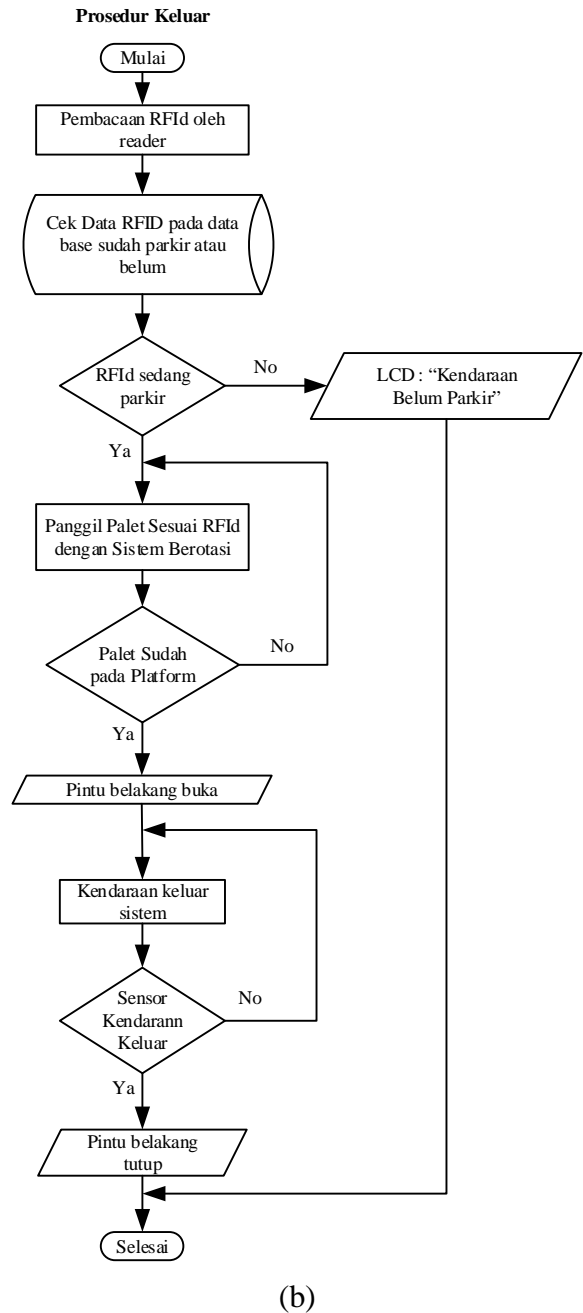 Prosedur Keluar
Mulai
Pembacaan RFId oleh
reader
Cek Data RFID pada data
base sudah parkir atau
belum
RFId sedang
parkir
No
LCD : “Kendaraan
Belum Parkir”
Ya
Panggil Palet Sesuai RFId
dengan Sistem Berotasi
Palet Sudah
pada Platform
No
Ya
Pintu belakang buka
Kendaraan keluar
sistem
Sensor
Kendarann
Keluar
No
Ya
Pintu belakang
tutup
Selesai
(b)